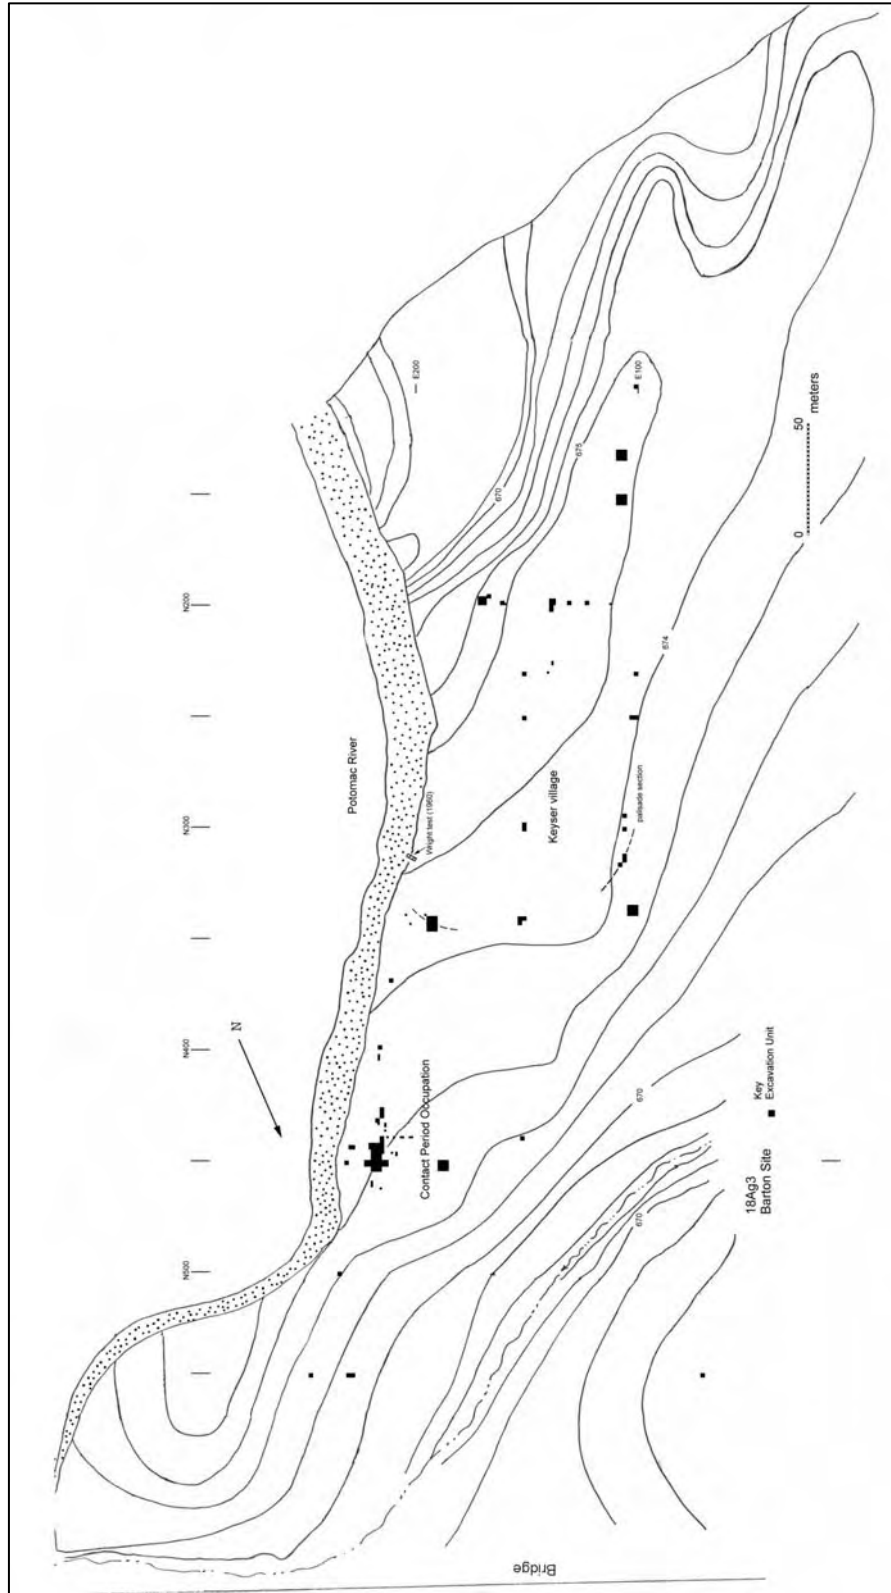 E200
E100
50
meters
0
670
675
N200
674
Potomac River
Wright test (1960)
Keyser village
palisade section
N300
N
N400
Contact Period Occupation
670
Key
Excavation Unit
18Ag3
Barton Site
670
N500
Bridge